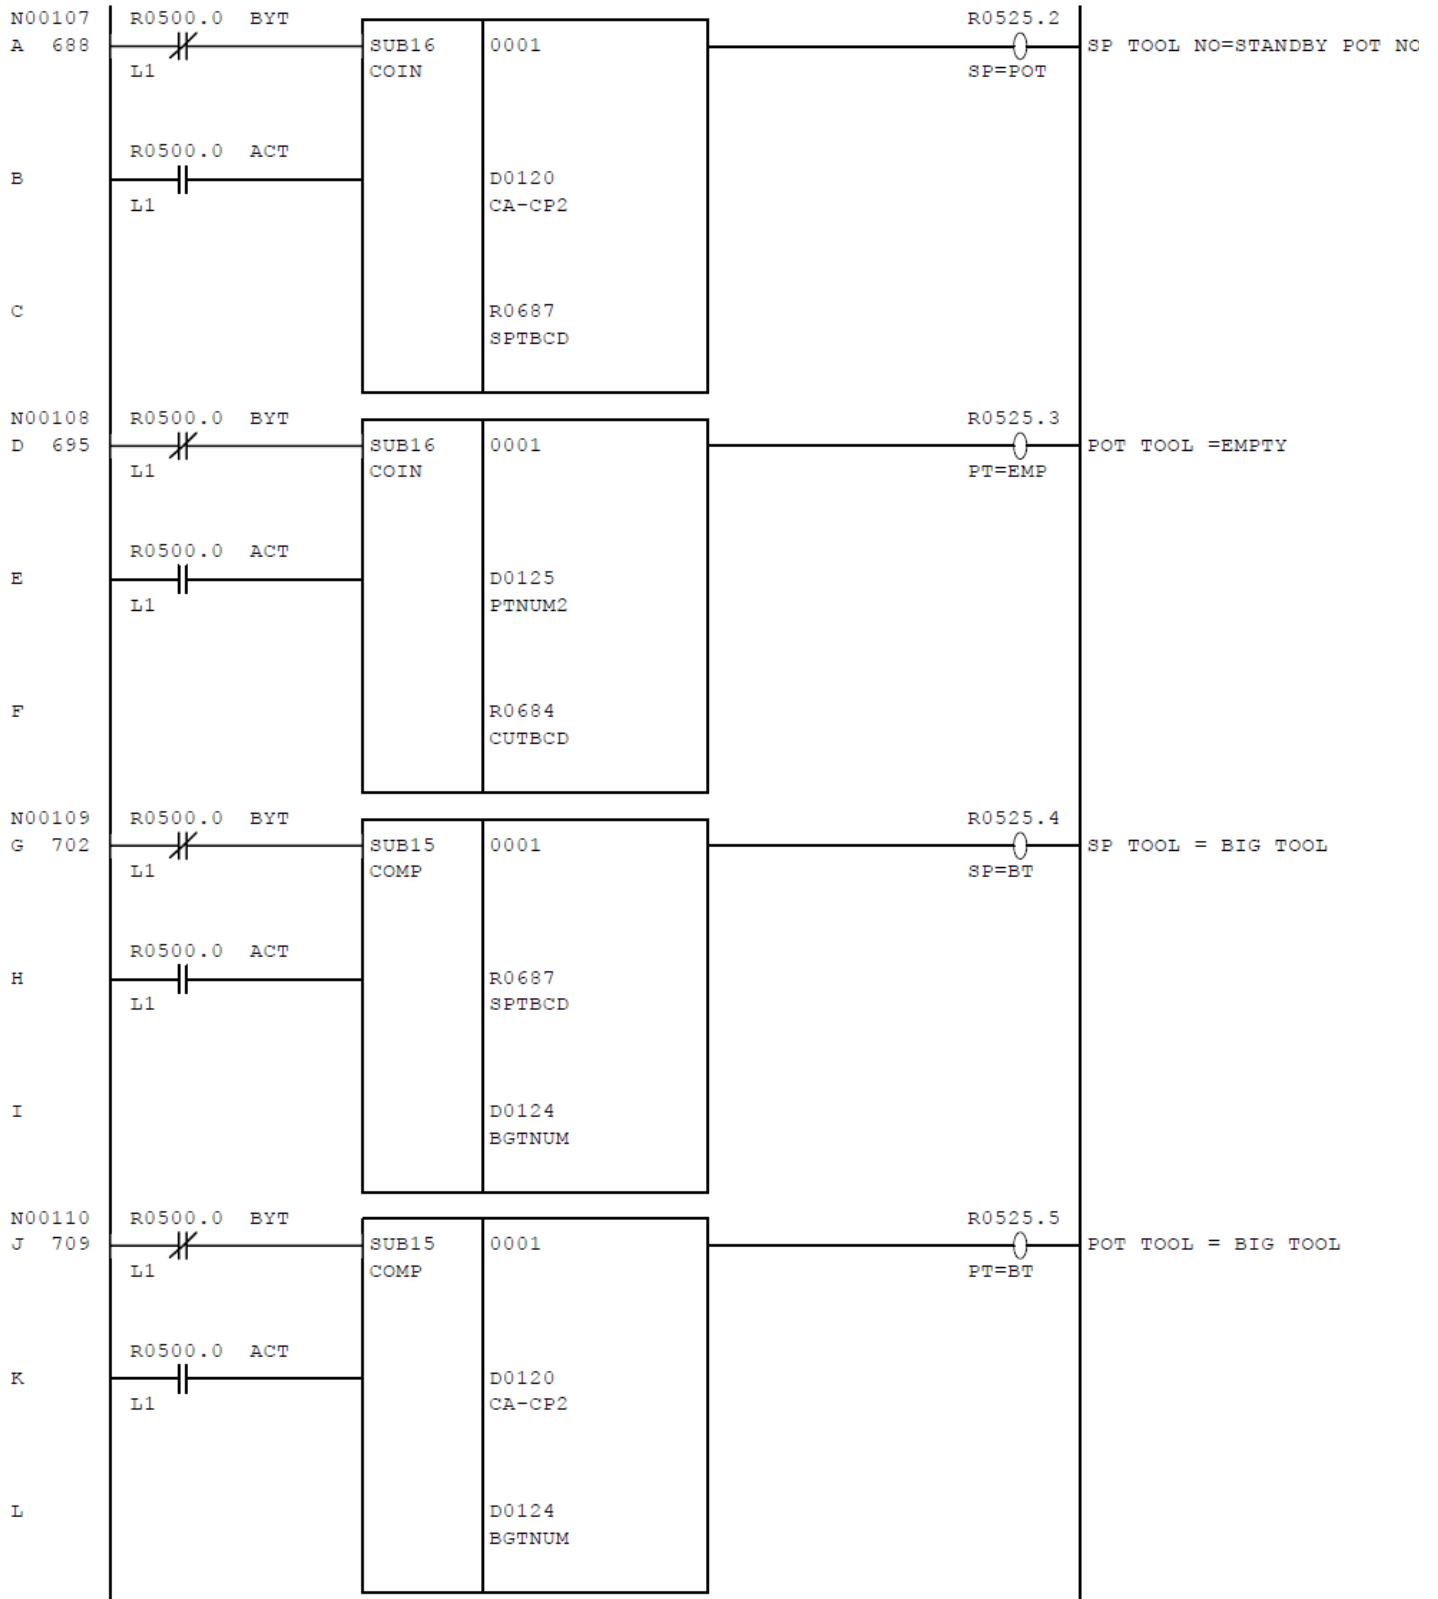 N00107 R0500.0 BYT R0525.2
A 688 SUB16 0001 SP TOOL NO=STANDBY POT NO
L1 COIN SP=POT
R0500.0 ACT
B D0120
L1 CA-CP2
C R0687
SPTBCD
N00108 R0500.0 BYT R0525.3
D 695 SUB16 0001 POT TOOL =EMPTY
L1 COIN PT=EMP
R0500.0 ACT
E D0125
L1 PTNUM2
F R0684
CUTBCD
N00109 R0500.0 BYT R0525.4
G 702 SUB15 0001 SP TOOL = BIG TOOL
L1 COMP SP=BT
R0500.0 ACT
H R0687
L1 SPTBCD
I D0124
BGTNUM
N00110 R0500.0 BYT R0525.5
J 709 SUB15 0001 POT TOOL = BIG TOOL
L1 COMP PT=BT
R0500.0 ACT
K D0120
L1 CA-CP2
L D0124
BGTNUM